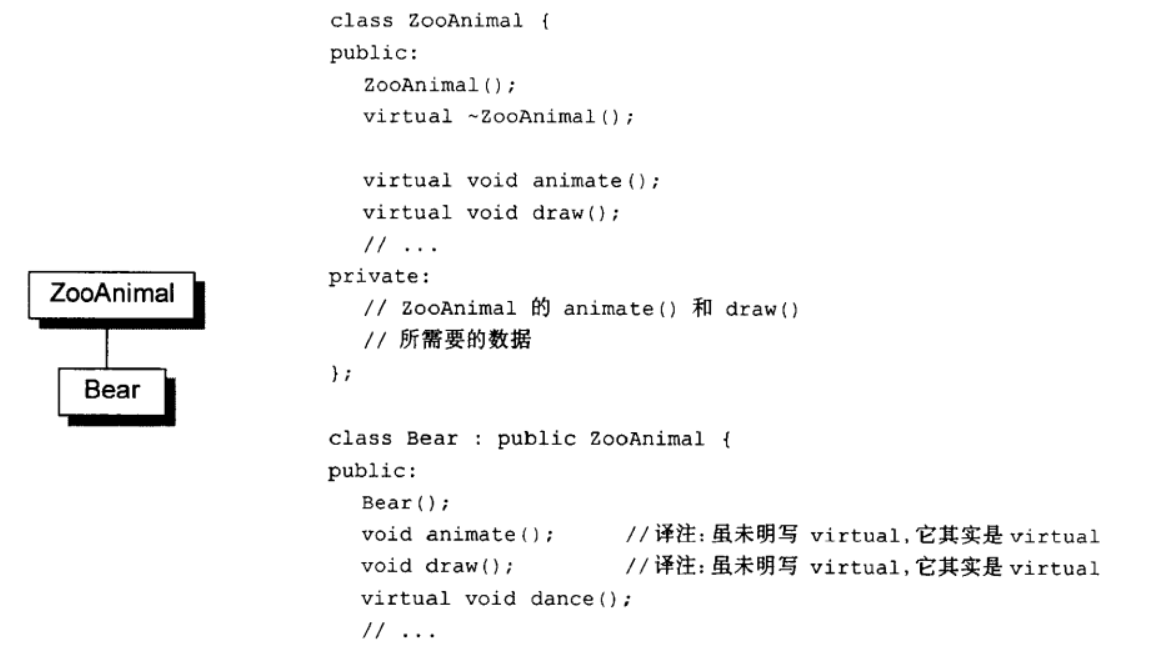 class ZooAnimal {
public:
ZooAnimal();
virtual ~ZooAnimal();
virtual void animate();
virtual void draw();
// ...
private:
// ZooAnimal 的 animate() 和 draw()
// 所需要的数据
};
ZooAnimal
Bear
class Bear : public ZooAnimal {
public:
Bear();
void animate(); //译注:虽未明写 virtual,它其实是 virtual
void draw(); //译注:虽未明写 virtual,它其实是 virtual
virtual void dance();
// ...